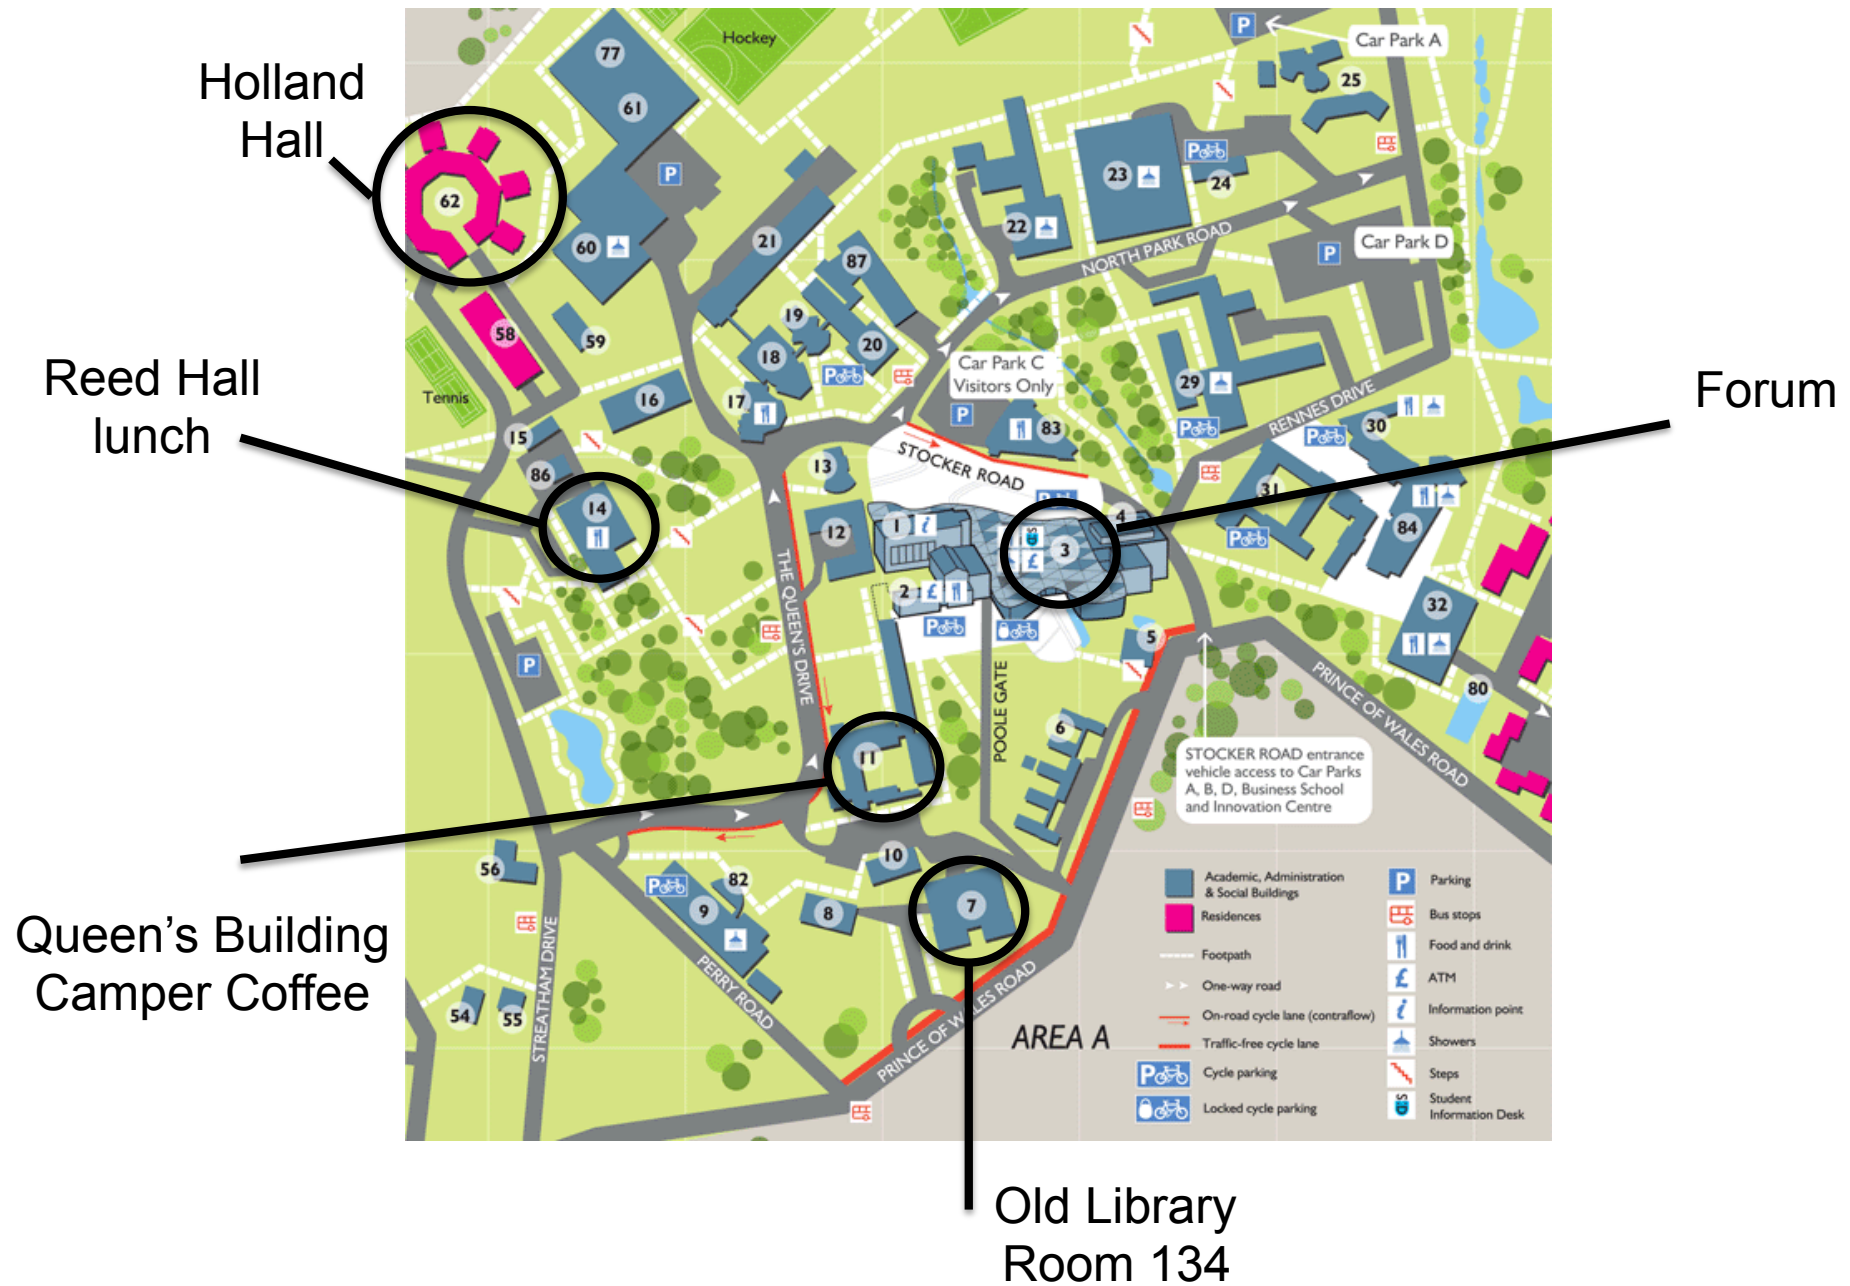 Holland
Hall
Reed Hall
lunch
Queen's Building
Camper Coffee
Forum
Old Library
Room 134
Hockey
Car Park A
77
61
25
P
P
62
23
24
22
60
21
87
Car Park D
P
NORTH PARK ROAD
58
59
19
18
20
Car Park C
Visitors Only
P
29
RENNES DRIVE
Tennis
16
17
83
30
15
13
STOCKER ROAD
86
31
14
12
1
i
3
4
84
£
2
£
32
THE QUEEN'S DRIVE
5
P
POOLE GATE
PRINCE OF WALES ROAD
80
6
11
STOCKER ROAD entrance
vehicle access to Car Parks
A, B, D, Business School
and Innovation Centre
10
56
82
9
8
7
STREATHAM DRIVE
PERRY ROAD
PRINCE OF WALES ROAD
54
55
AREA A
Academic, Administration
& Social Buildings
Residences
Footpath
One-way road
On-road cycle lane (contraflow)
Traffic-free cycle lane
P
Cycle parking
Locked cycle parking
P
Parking
Bus stops
Food and drink
£
ATM
i
Information point
Showers
Steps
Student
Information Desk